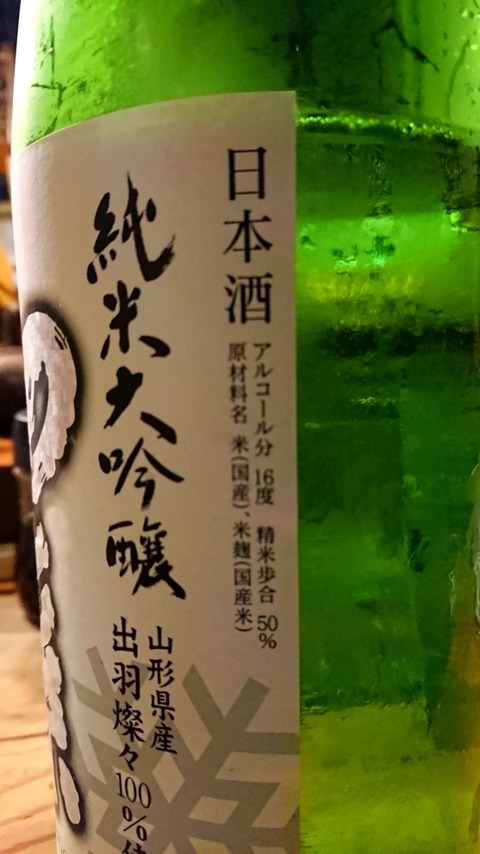 日本酒
アルコール分 16度 精米歩合 50%
原材料名 米(国産)、米麹(国産米)
純米大吟醸
山形県産
出羽燦々100%使